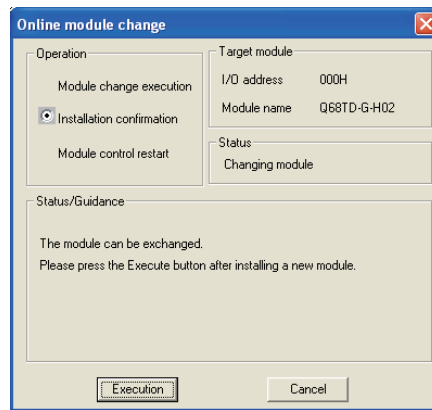 Online module change
Operation
Module change execution
Installation confirmation
Module control restart
Target module
I/O address 000H
Module name Q68TD-G-H02
Status
Changing module
Status/Guidance
The module can be exchanged.
Please press the Execute button after installing a new module.
Execution Cancel